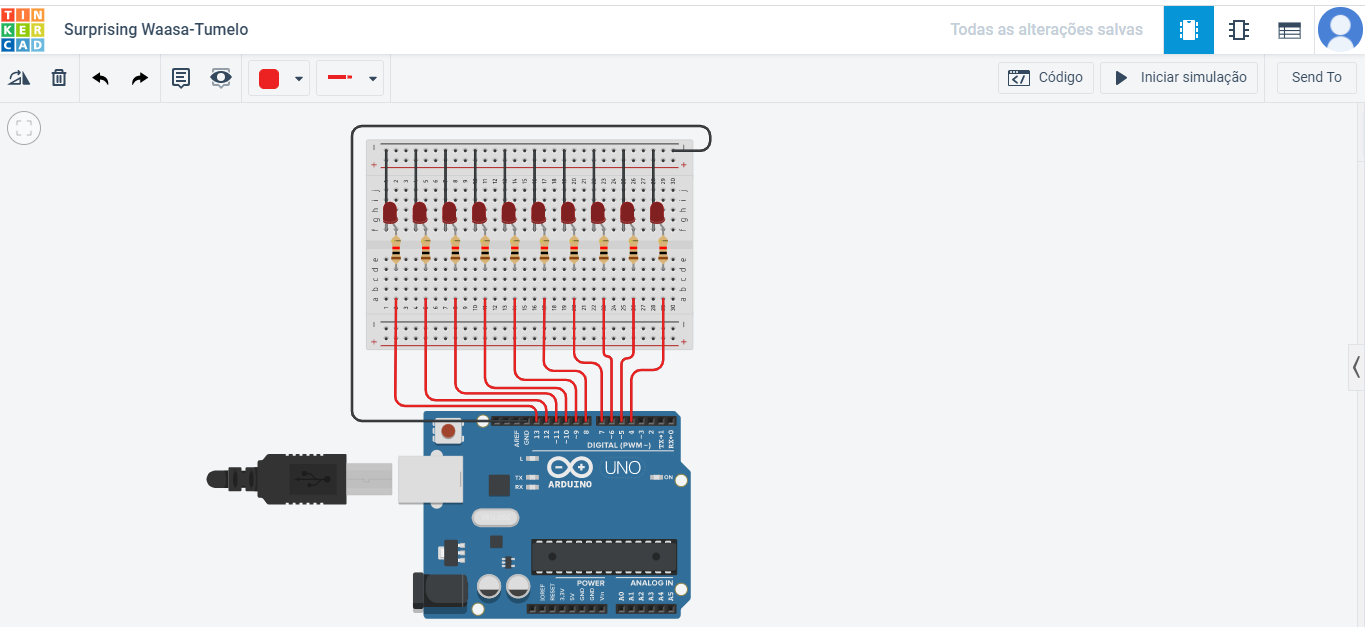 TIN
KER
CAD
Surprising Waasa-Tumelo
Todas as alterações salvas
Código
Iniciar simulação
Send To
AREF
GND
13
12
~11
~10
~9
8
7
~6
~5
4
~3
2
TX→1
RX←0
DIGITAL (PWM ~)
L
TX
RX
UNO
ARDUINO
ON
POWER
ANALOG IN
IOREF
RESET
3.3V
5V
GND
GND
Vin
A0
A1
A2
A3
A4
A5